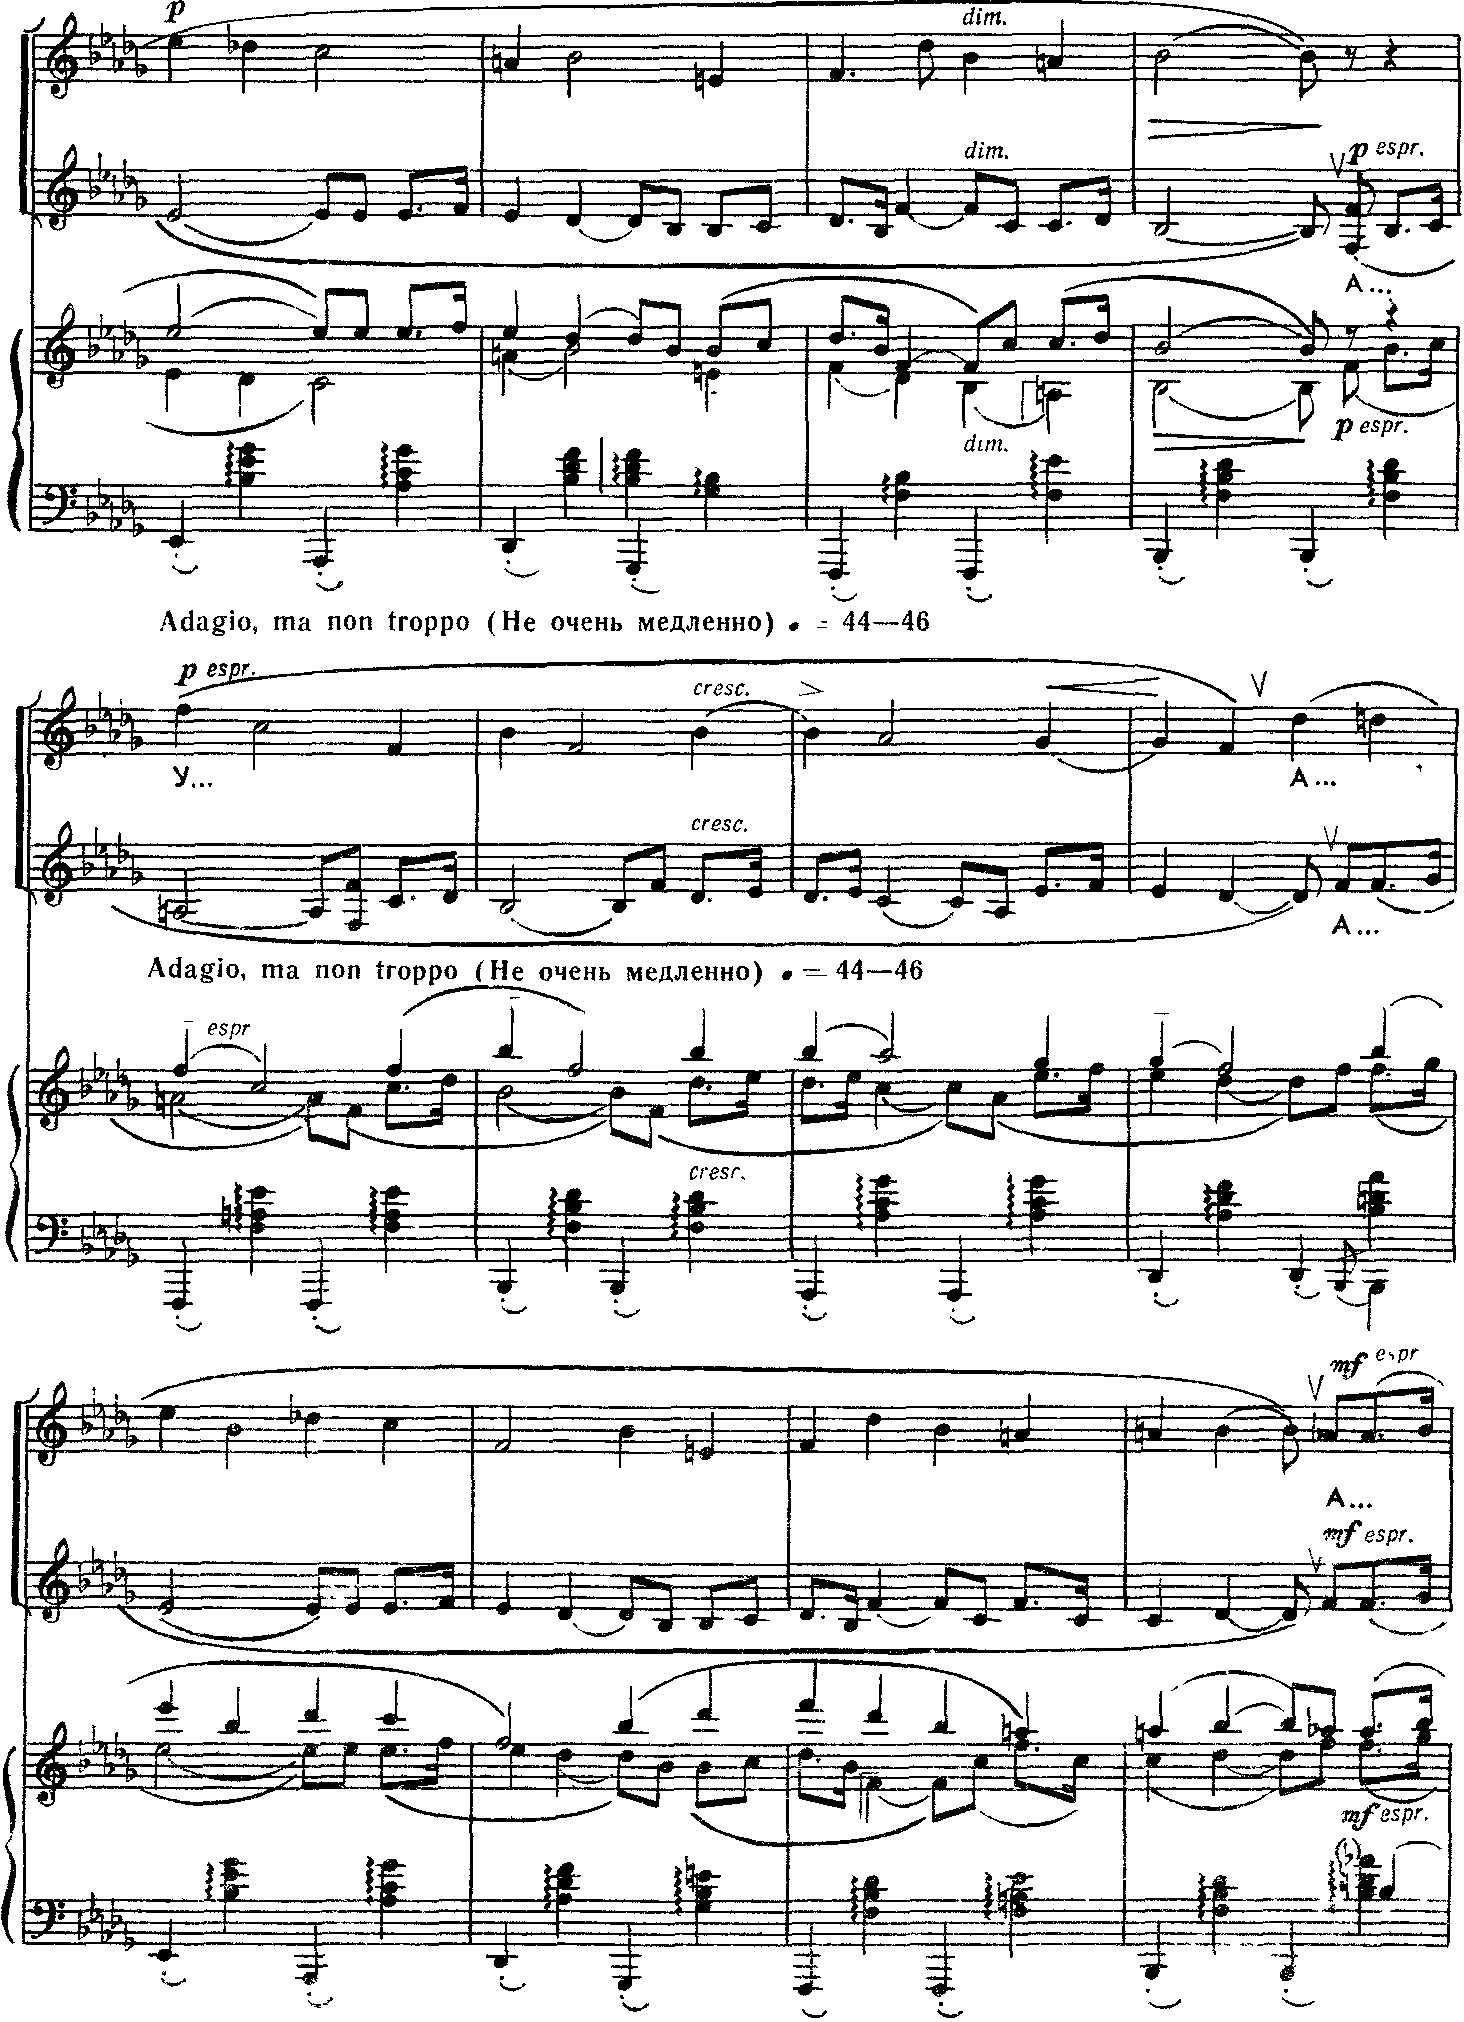 p
dim.
dim.
p espr.
А...
dim.
p espr.
Adagio, ma non troppo (Не очень медленно) = 44—46
p espr.
cresc.
У...
А...
cresc.
А...
Adagio, ma non troppo (Не очень медленно) = 44—46
espr
cresc.
mf espr
А...
mf espr.
mf espr.